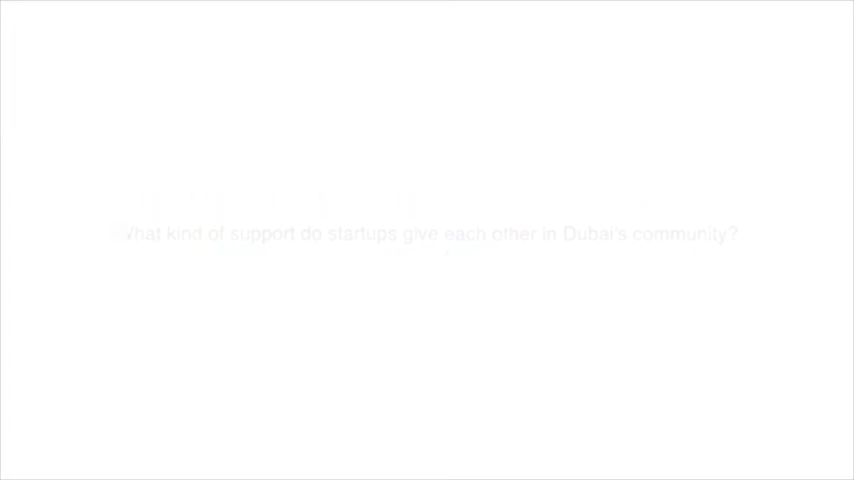 What kind of support do startups give each other in Dubai's community?